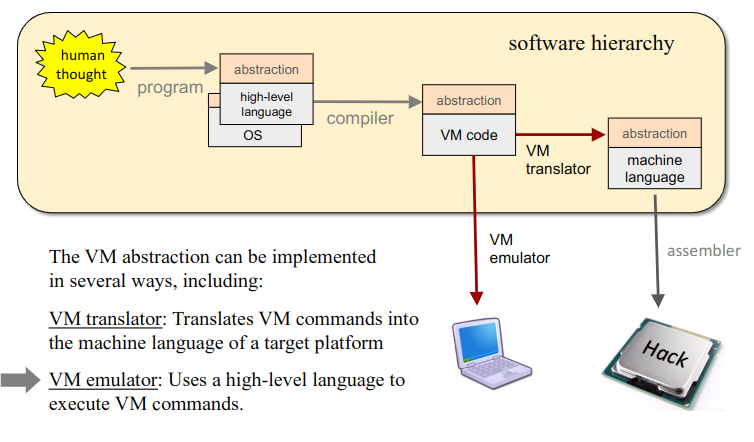 software hierarchy
human
thought
program
abstraction
high-level
language
OS
compiler
abstraction
VM code
VM
translator
abstraction
machine
language
VM
emulator
assembler
Hack
The VM abstraction can be implemented
in several ways, including:
VM translator: Translates VM commands into
the machine language of a target platform
VM emulator: Uses a high-level language to
execute VM commands.